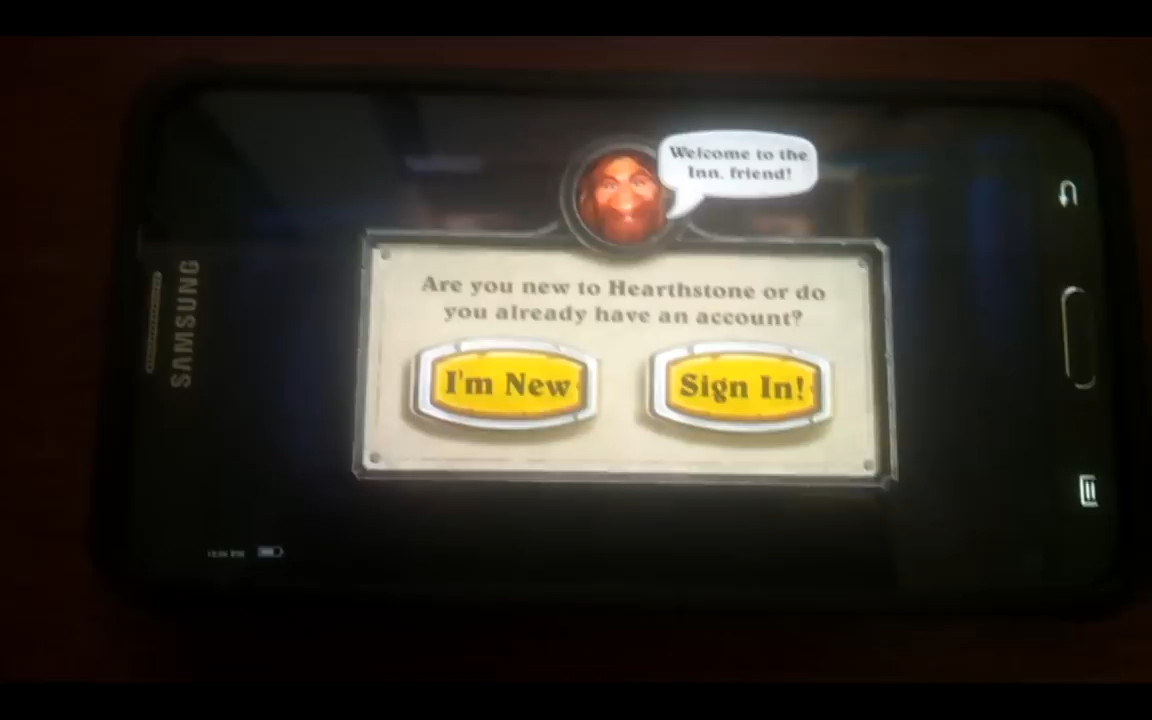 Welcome to the
Inn, friend!
Are you new to Hearthstone or do
you already have an account?
I'm New
Sign In!
SAMSUNG